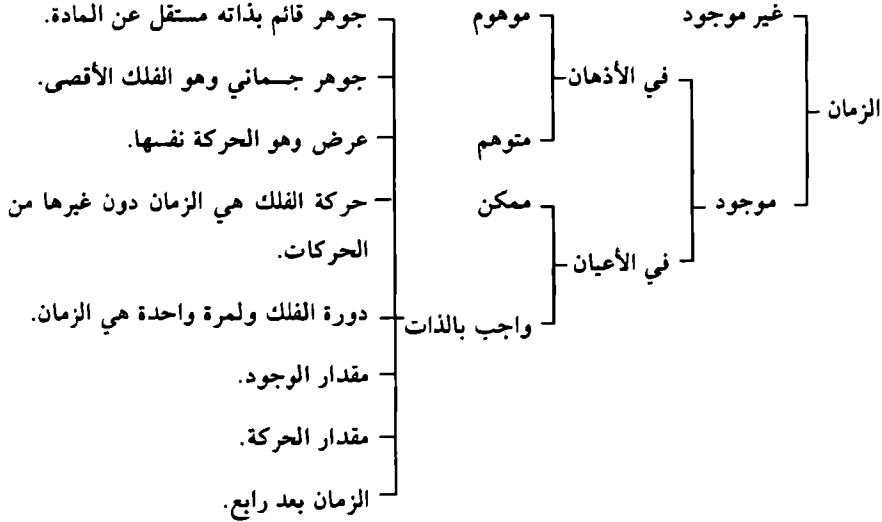 الزمان
غير موجود
موجود
في الأذهان
في الأعيان
موهوم
متوهم
ممكن
واجب بالذات
جوهر قائم بذاته مستقل عن المادة.
جوهر جسماني وهو الفلك الأقصى.
عرض وهو الحركة نفسها.
حركة الفلك هي الزمان دون غيرها من
الحركات.
دورة الفلك ولمرة واحدة هي الزمان.
مقدار الوجود.
مقدار الحركة.
الزمان بعد رابع.